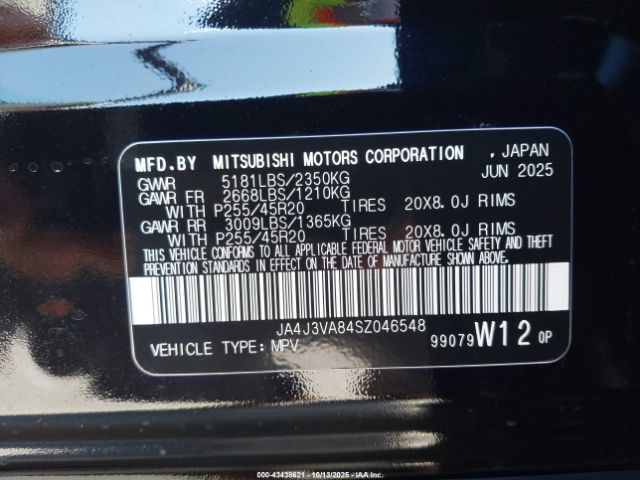 MFD.BY MITSUBISHI MOTORS CORPORATION , JAPAN
GVWR 5181LBS/2350KG JUN 2025
GAWR FR 2668LBS/1210KG
WITH P255/45R20 TIRES 20X8.0J RIMS
GAWR RR 3009LBS/1365KG
WITH P255/45R20 TIRES 20X8.0J RIMS
THIS VEHICLE CONFORMS TO ALL APPLICABLE FEDERAL MOTOR VEHICLE SAFETY AND THEFT
PREVENTION STANDARDS IN EFFECT ON THE DATE OF MANUFACTURE SHOWN ABOVE.
JA4J3VA84SZ046548
VEHICLE TYPE: MPV 99079 W12 0P
000-43438621 - 10/13/2025 - IAAI.COM